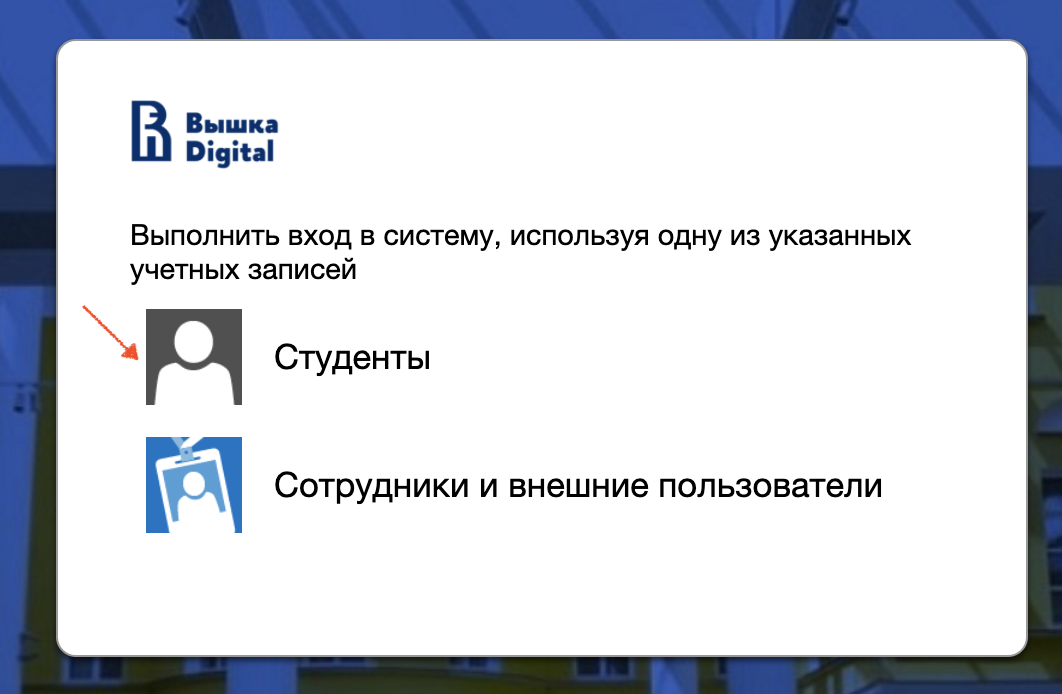 Вышка
Digital
Выполнить вход в систему, используя одну из указанных
учетных записей
Студенты
Сотрудники и внешние пользователи